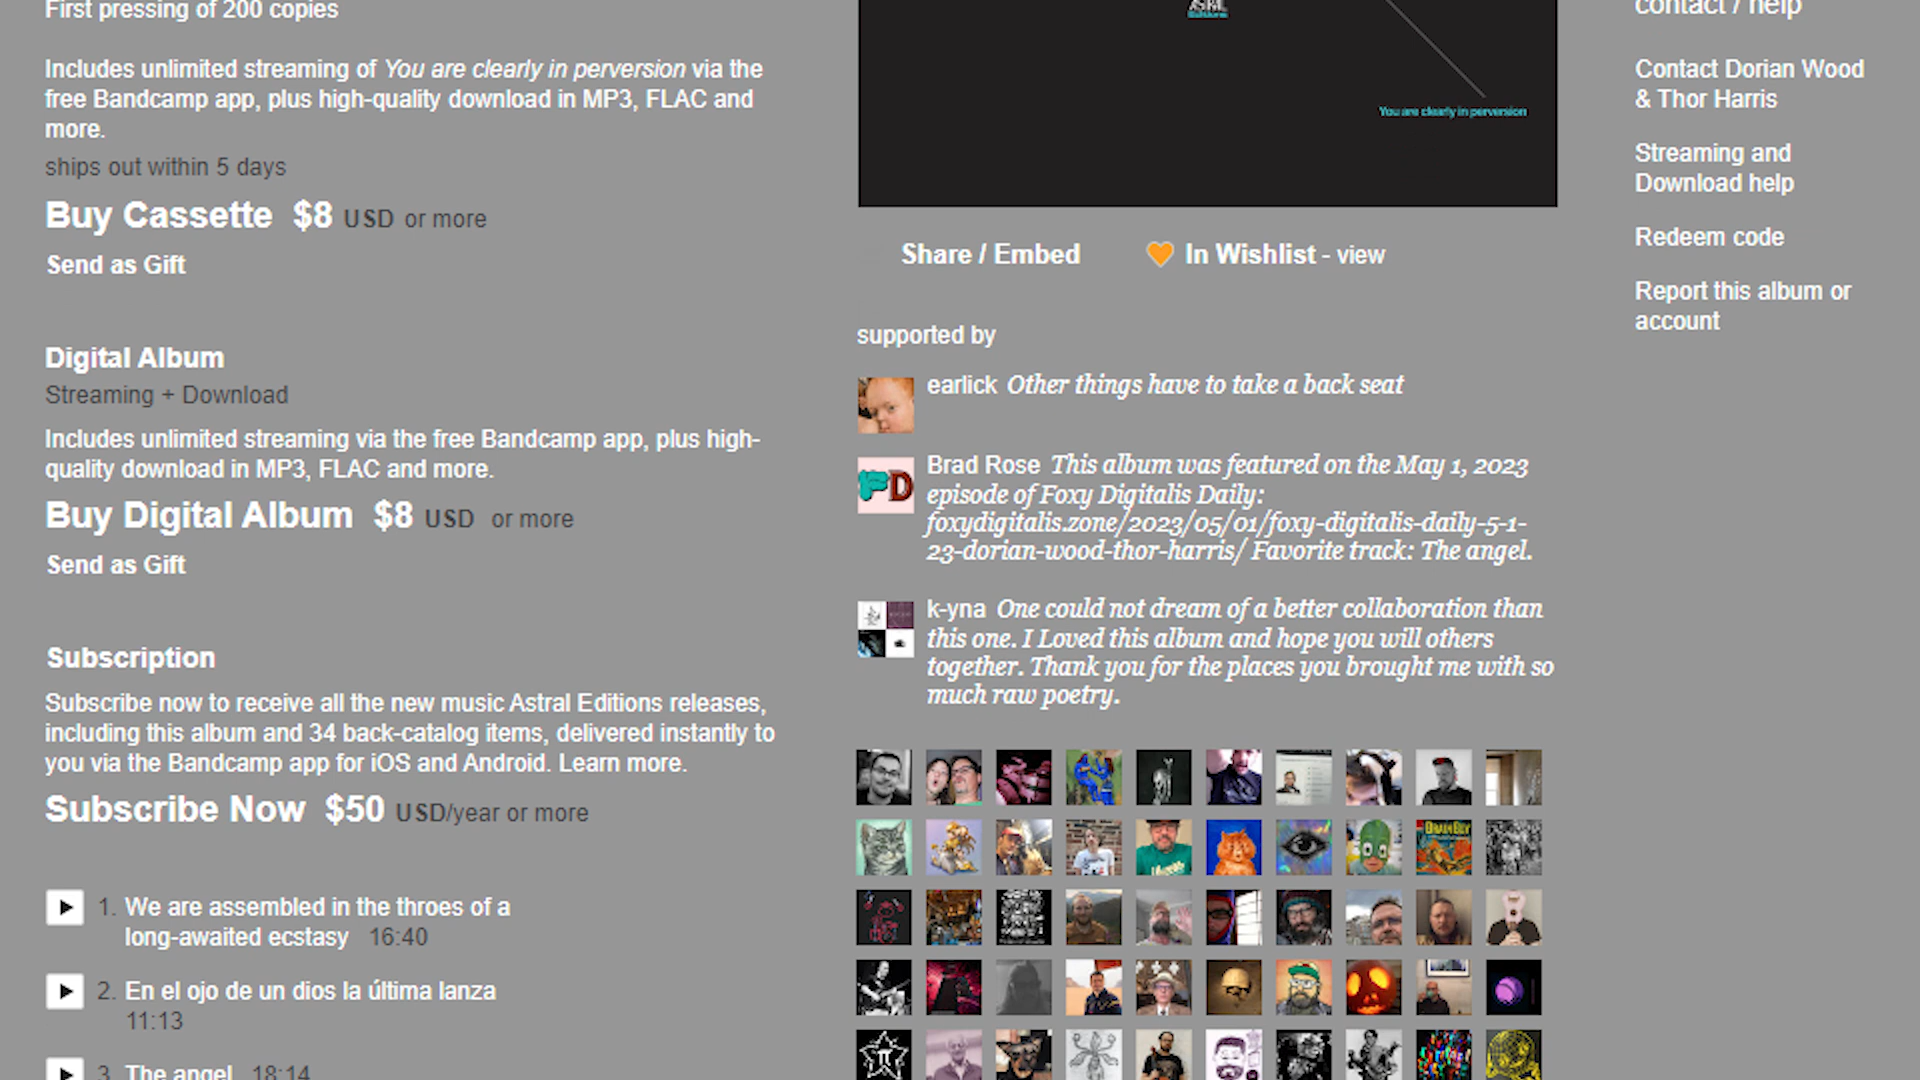 First pressing of 200 copies
Includes unlimited streaming of You are clearly in perversion via the
free Bandcamp app, plus high-quality download in MP3, FLAC and
more.
ships out within 5 days
Buy Cassette $8 USD or more
Send as Gift
Digital Album
Streaming + Download
Includes unlimited streaming via the free Bandcamp app, plus high-
quality download in MP3, FLAC and more.
Buy Digital Album $8 USD or more
Send as Gift
Subscription
Subscribe now to receive all the new music Astral Editions releases,
including this album and 34 back-catalog items, delivered instantly to
you via the Bandcamp app for iOS and Android. Learn more.
Subscribe Now $50 USD/year or more
1. We are assembled in the throes of a
long-awaited ecstasy 16:40
2. En el ojo de un dios la última lanza
11:13
3. The angel 18:14
ASTRAL
Editions
You are clearly in perversion
Share / Embed
In Wishlist - view
supported by
earlick Other things have to take a back seat
FD
Brad Rose This album was featured on the May 1, 2023
episode of Foxy Digitalis Daily:
foxydigitalis.zone/2023/05/01/foxy-digitalis-daily-5-1-
23-dorian-wood-thor-harris/ Favorite track: The angel.
k-yna One could not dream of a better collaboration than
this one. I Loved this album and hope you will others
together. Thank you for the places you brought me with so
much raw poetry.
contact / help
Contact Dorian Wood
& Thor Harris
Streaming and
Download help
Redeem code
Report this album or
account